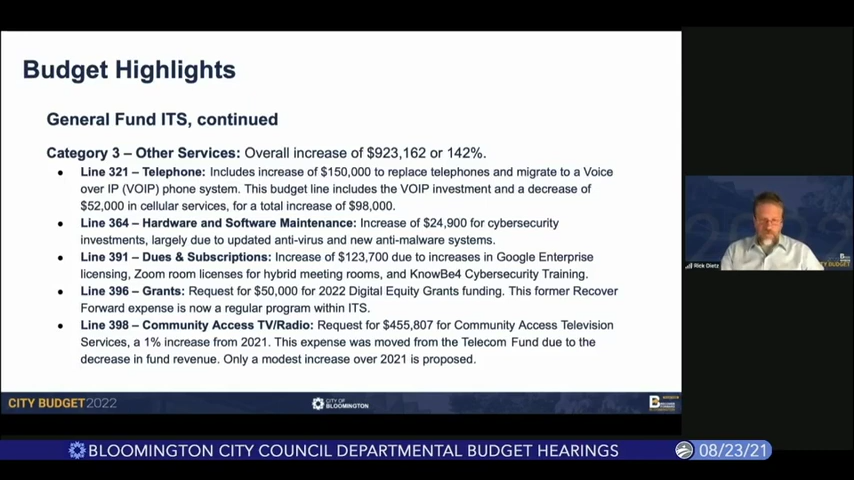 Budget Highlights
General Fund ITS, continued
Category 3 – Other Services: Overall increase of $923,162 or 142%.
• Line 321 – Telephone: Includes increase of $150,000 to replace telephones and migrate to a Voice
over IP (VOIP) phone system. This budget line includes the VOIP investment and a decrease of
$52,000 in cellular services, for a total increase of $98,000.
• Line 364 – Hardware and Software Maintenance: Increase of $24,900 for cybersecurity
investments, largely due to updated anti-virus and new anti-malware systems.
• Line 391 – Dues & Subscriptions: Increase of $123,700 due to increases in Google Enterprise
licensing, Zoom room licenses for hybrid meeting rooms, and KnowBe4 Cybersecurity Training.
• Line 396 – Grants: Request for $50,000 for 2022 Digital Equity Grants funding. This former Recover
Forward expense is now a regular program within ITS.
• Line 398 – Community Access TV/Radio: Request for $455,807 for Community Access Television
Services, a 1% increase from 2021. This expense was moved from the Telecom Fund due to the
decrease in fund revenue. Only a modest increase over 2021 is proposed.
Rick Dietz
CITY BUDGET2022
CITY OF
BLOOMINGTON
BLOOMINGTON CITY COUNCIL DEPARTMENTAL BUDGET HEARINGS
08/23/21